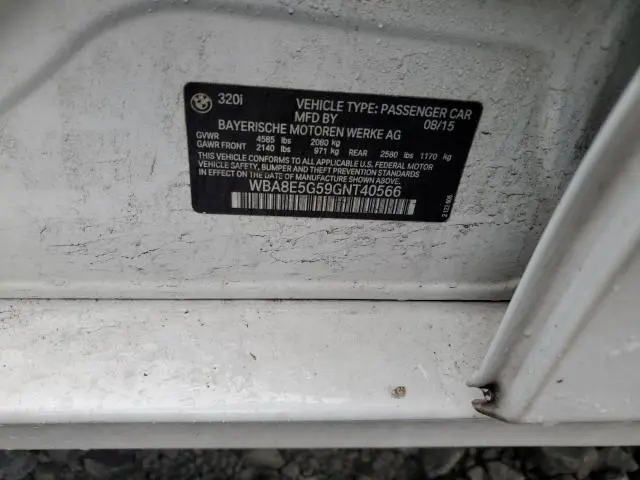 320i VEHICLE TYPE: PASSENGER CAR
MFD BY 08/15
BAYERISCHE MOTOREN WERKE AG
GVWR 4585 lbs 2080 kg
GAWR FRONT 2140 lbs 971 kg REAR 2580 lbs 1170 kg
THIS VEHICLE CONFORMS TO ALL APPLICABLE U.S. FEDERAL MOTOR
VEHICLE SAFETY, BUMPER AND THEFT PREVENTION STANDARDS
IN EFFECT ON THE DATE OF MANUFACTURE SHOWN ABOVE.
WBA8E5G59GNT40566